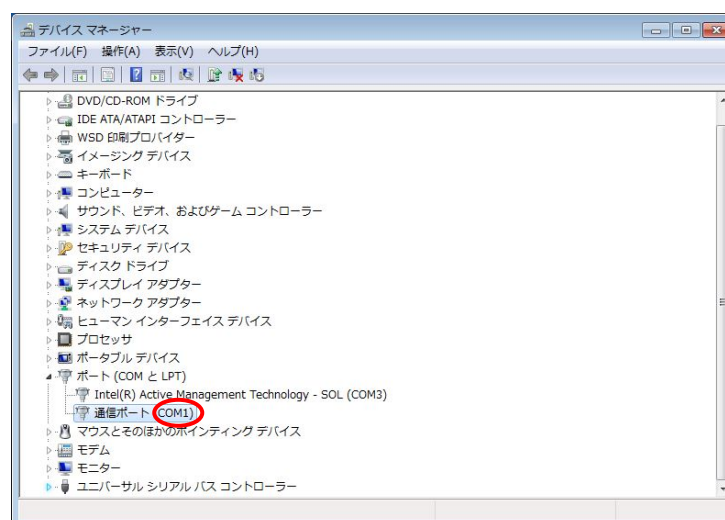 デバイス マネージャー
ファイル(F) 操作(A) 表示(V) ヘルプ(H)
DVD/CD-ROM ドライブ
IDE ATA/ATAPI コントローラー
WSD 印刷プロバイダー
イメージング デバイス
キーボード
コンピューター
サウンド、ビデオ、およびゲーム コントローラー
システム デバイス
セキュリティ デバイス
ディスク ドライブ
ディスプレイ アダプター
ネットワーク アダプター
ヒューマン インターフェイス デバイス
プロセッサ
ポータブル デバイス
ポート (COM と LPT)
Intel(R) Active Management Technology - SOL (COM3)
通信ポート (COM1)
マウスとそのほかのポインティング デバイス
モデム
モニター
ユニバーサル シリアル バス コントローラー